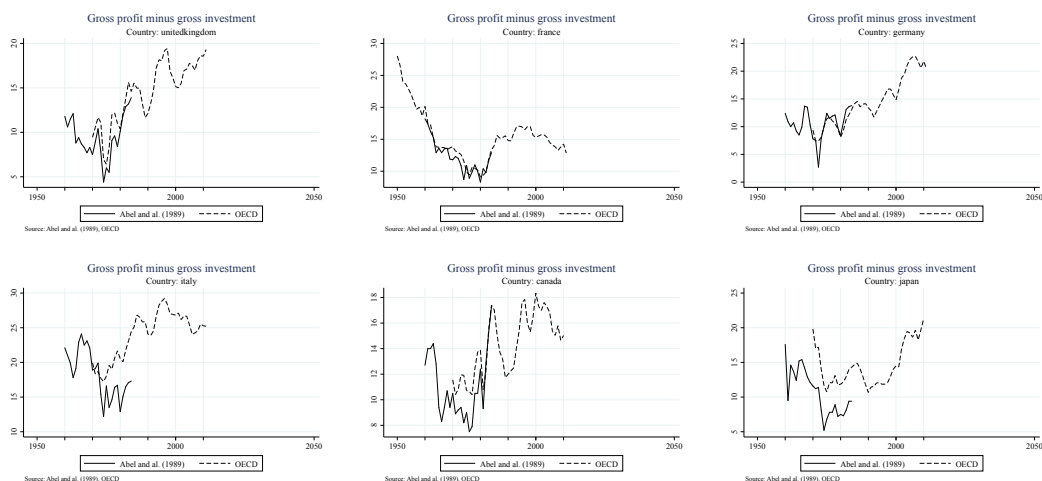 Gross profit minus gross investment
Country: unitedkingdom
20
15
10
5
1950 2000 2050
Abel and al. (1989) OECD
Source: Abel and al. (1989), OECD
Gross profit minus gross investment
Country: france
30
25
20
15
10
1950 2000 2050
Abel and al. (1989) OECD
Source: Abel and al. (1989), OECD
Gross profit minus gross investment
Country: germany
25
20
15
10
5
0
1950 2000 2050
Abel and al. (1989) OECD
Source: Abel and al. (1989), OECD
Gross profit minus gross investment
Country: italy
30
25
20
15
10
1950 2000 2050
Abel and al. (1989) OECD
Source: Abel and al. (1989), OECD
Gross profit minus gross investment
Country: canada
18
16
14
12
10
8
1950 2000 2050
Abel and al. (1989) OECD
Source: Abel and al. (1989), OECD
Gross profit minus gross investment
Country: japan
25
20
15
10
5
1950 2000 2050
Abel and al. (1989) OECD
Source: Abel and al. (1989), OECD